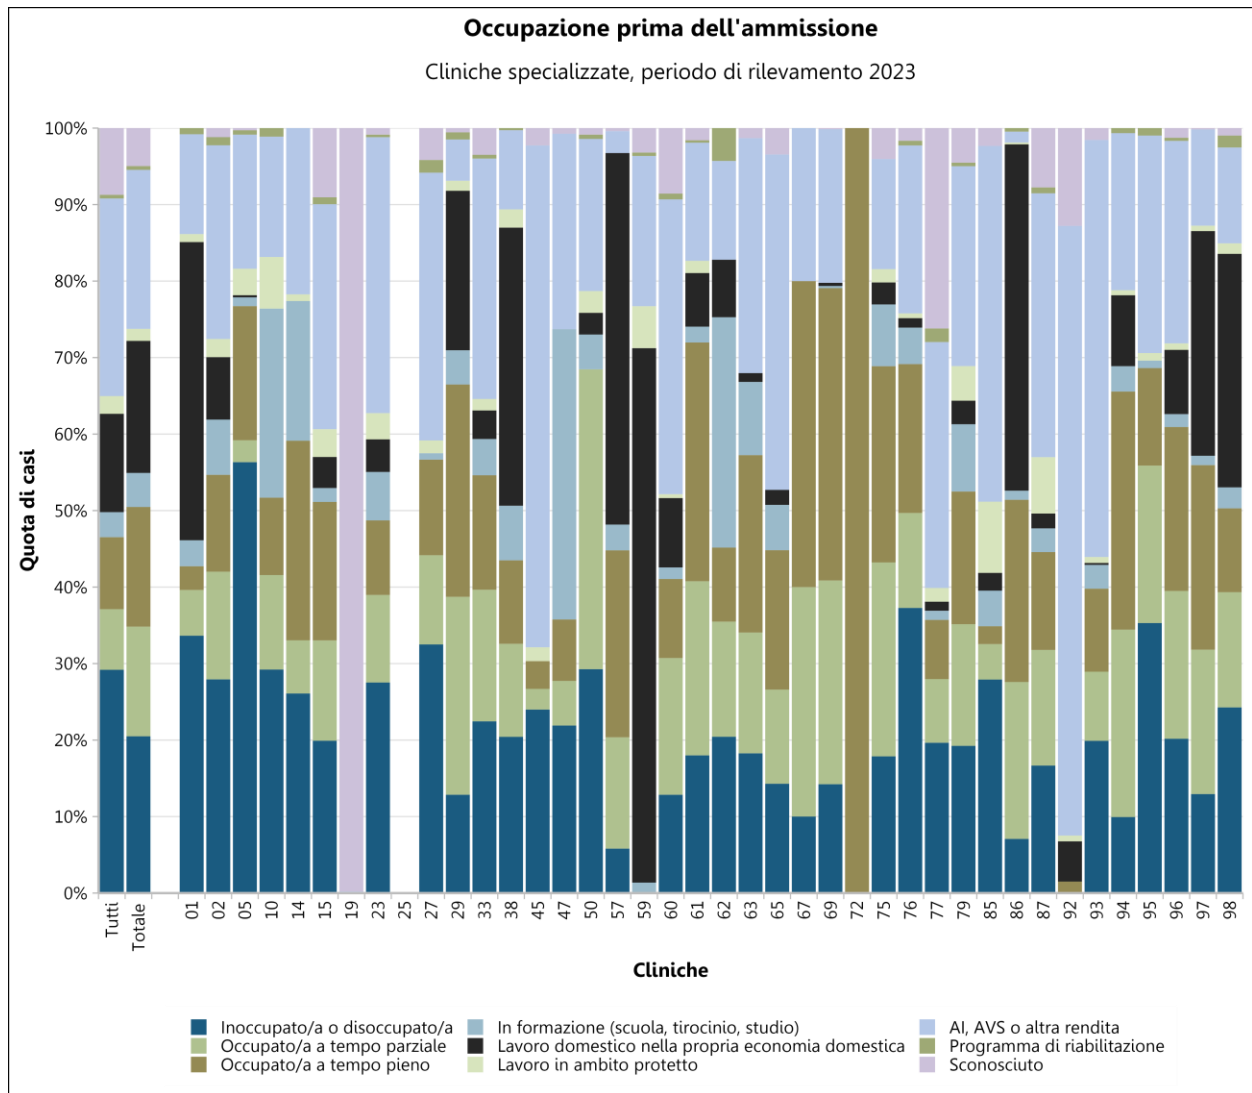 Occupazione prima dell'ammissione
Cliniche specializzate, periodo di rilevamento 2023
100%
90%
80%
70%
60%
50%
40%
30%
20%
10%
0%
Quota di casi
Tutti Totale 01 02 05 10 14 15 19 23 25 27 29 33 38 45 47 50 57 59 60 61 62 63 65 67 69 72 75 76 77 79 85 86 87 92 93 94 95 96 97 98
Cliniche
Inoccupato/a o disoccupato/a
Occupato/a a tempo parziale
Occupato/a a tempo pieno
In formazione (scuola, tirocinio, studio)
Lavoro domestico nella propria economia domestica
Lavoro in ambito protetto
AI, AVS o altra rendita
Programma di riabilitazione
Sconosciuto